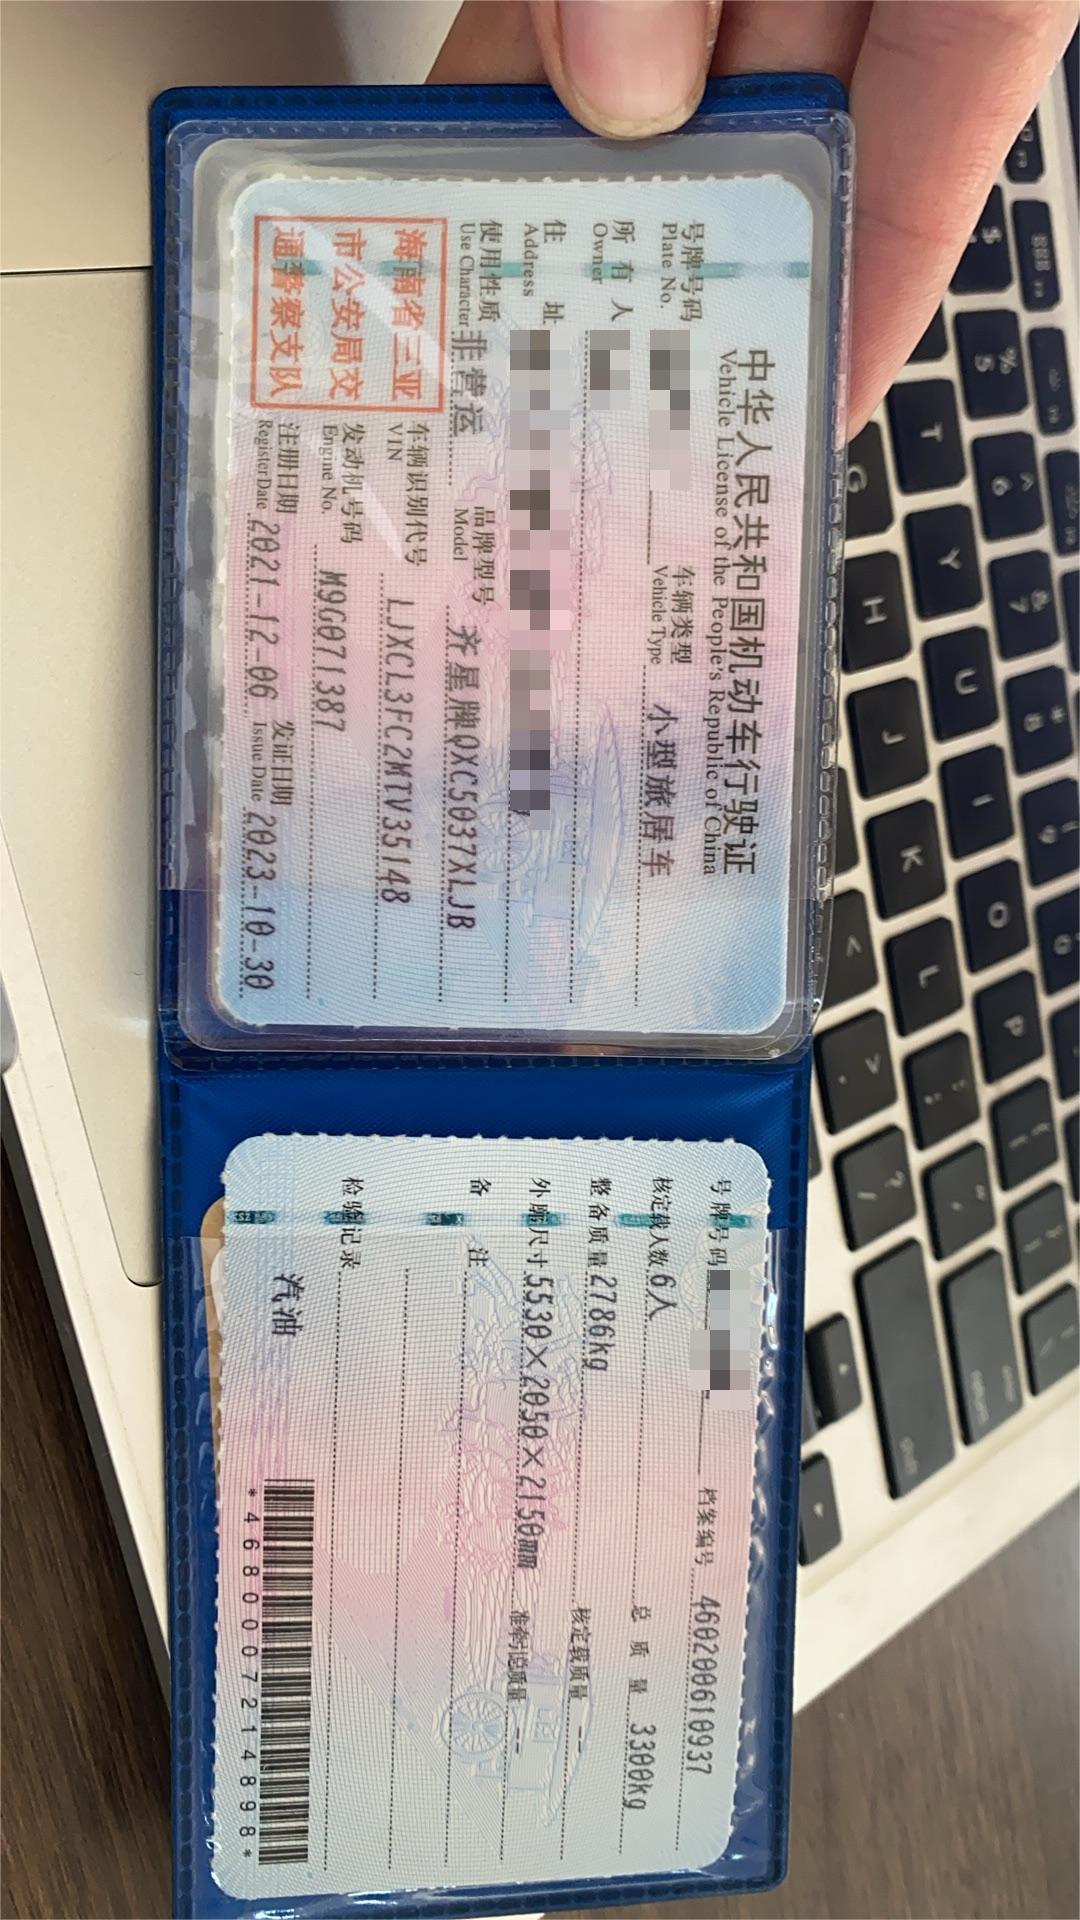 中华人民共和国机动车行驶证
Vehicle License of the People's Republic of China
号牌号码
Plate No.
车辆类型 小型旅居车
Vehicle Type
所有人
Owner
住址
Address
使用性质 非营运
Use Character
品牌型号 齐星牌QXC5037XLJB
Model
海南省三亚
市公安局交
通警察支队
车辆识别代号 LJXCL3FC2MTV35148
VIN
发动机号码 M9G071387
Engine No.
注册日期 2021-12-06
Register Date
发证日期 2023-10-30
Issue Date
号牌号码 档案编号 460200610937
核定载人数 6人 总质量 3300kg
整备质量 2786kg 核定载质量 --
外廓尺寸 5530×2050×2150mm 准牵引总质量 --
备注
检验记录
汽油
*4680007214898*